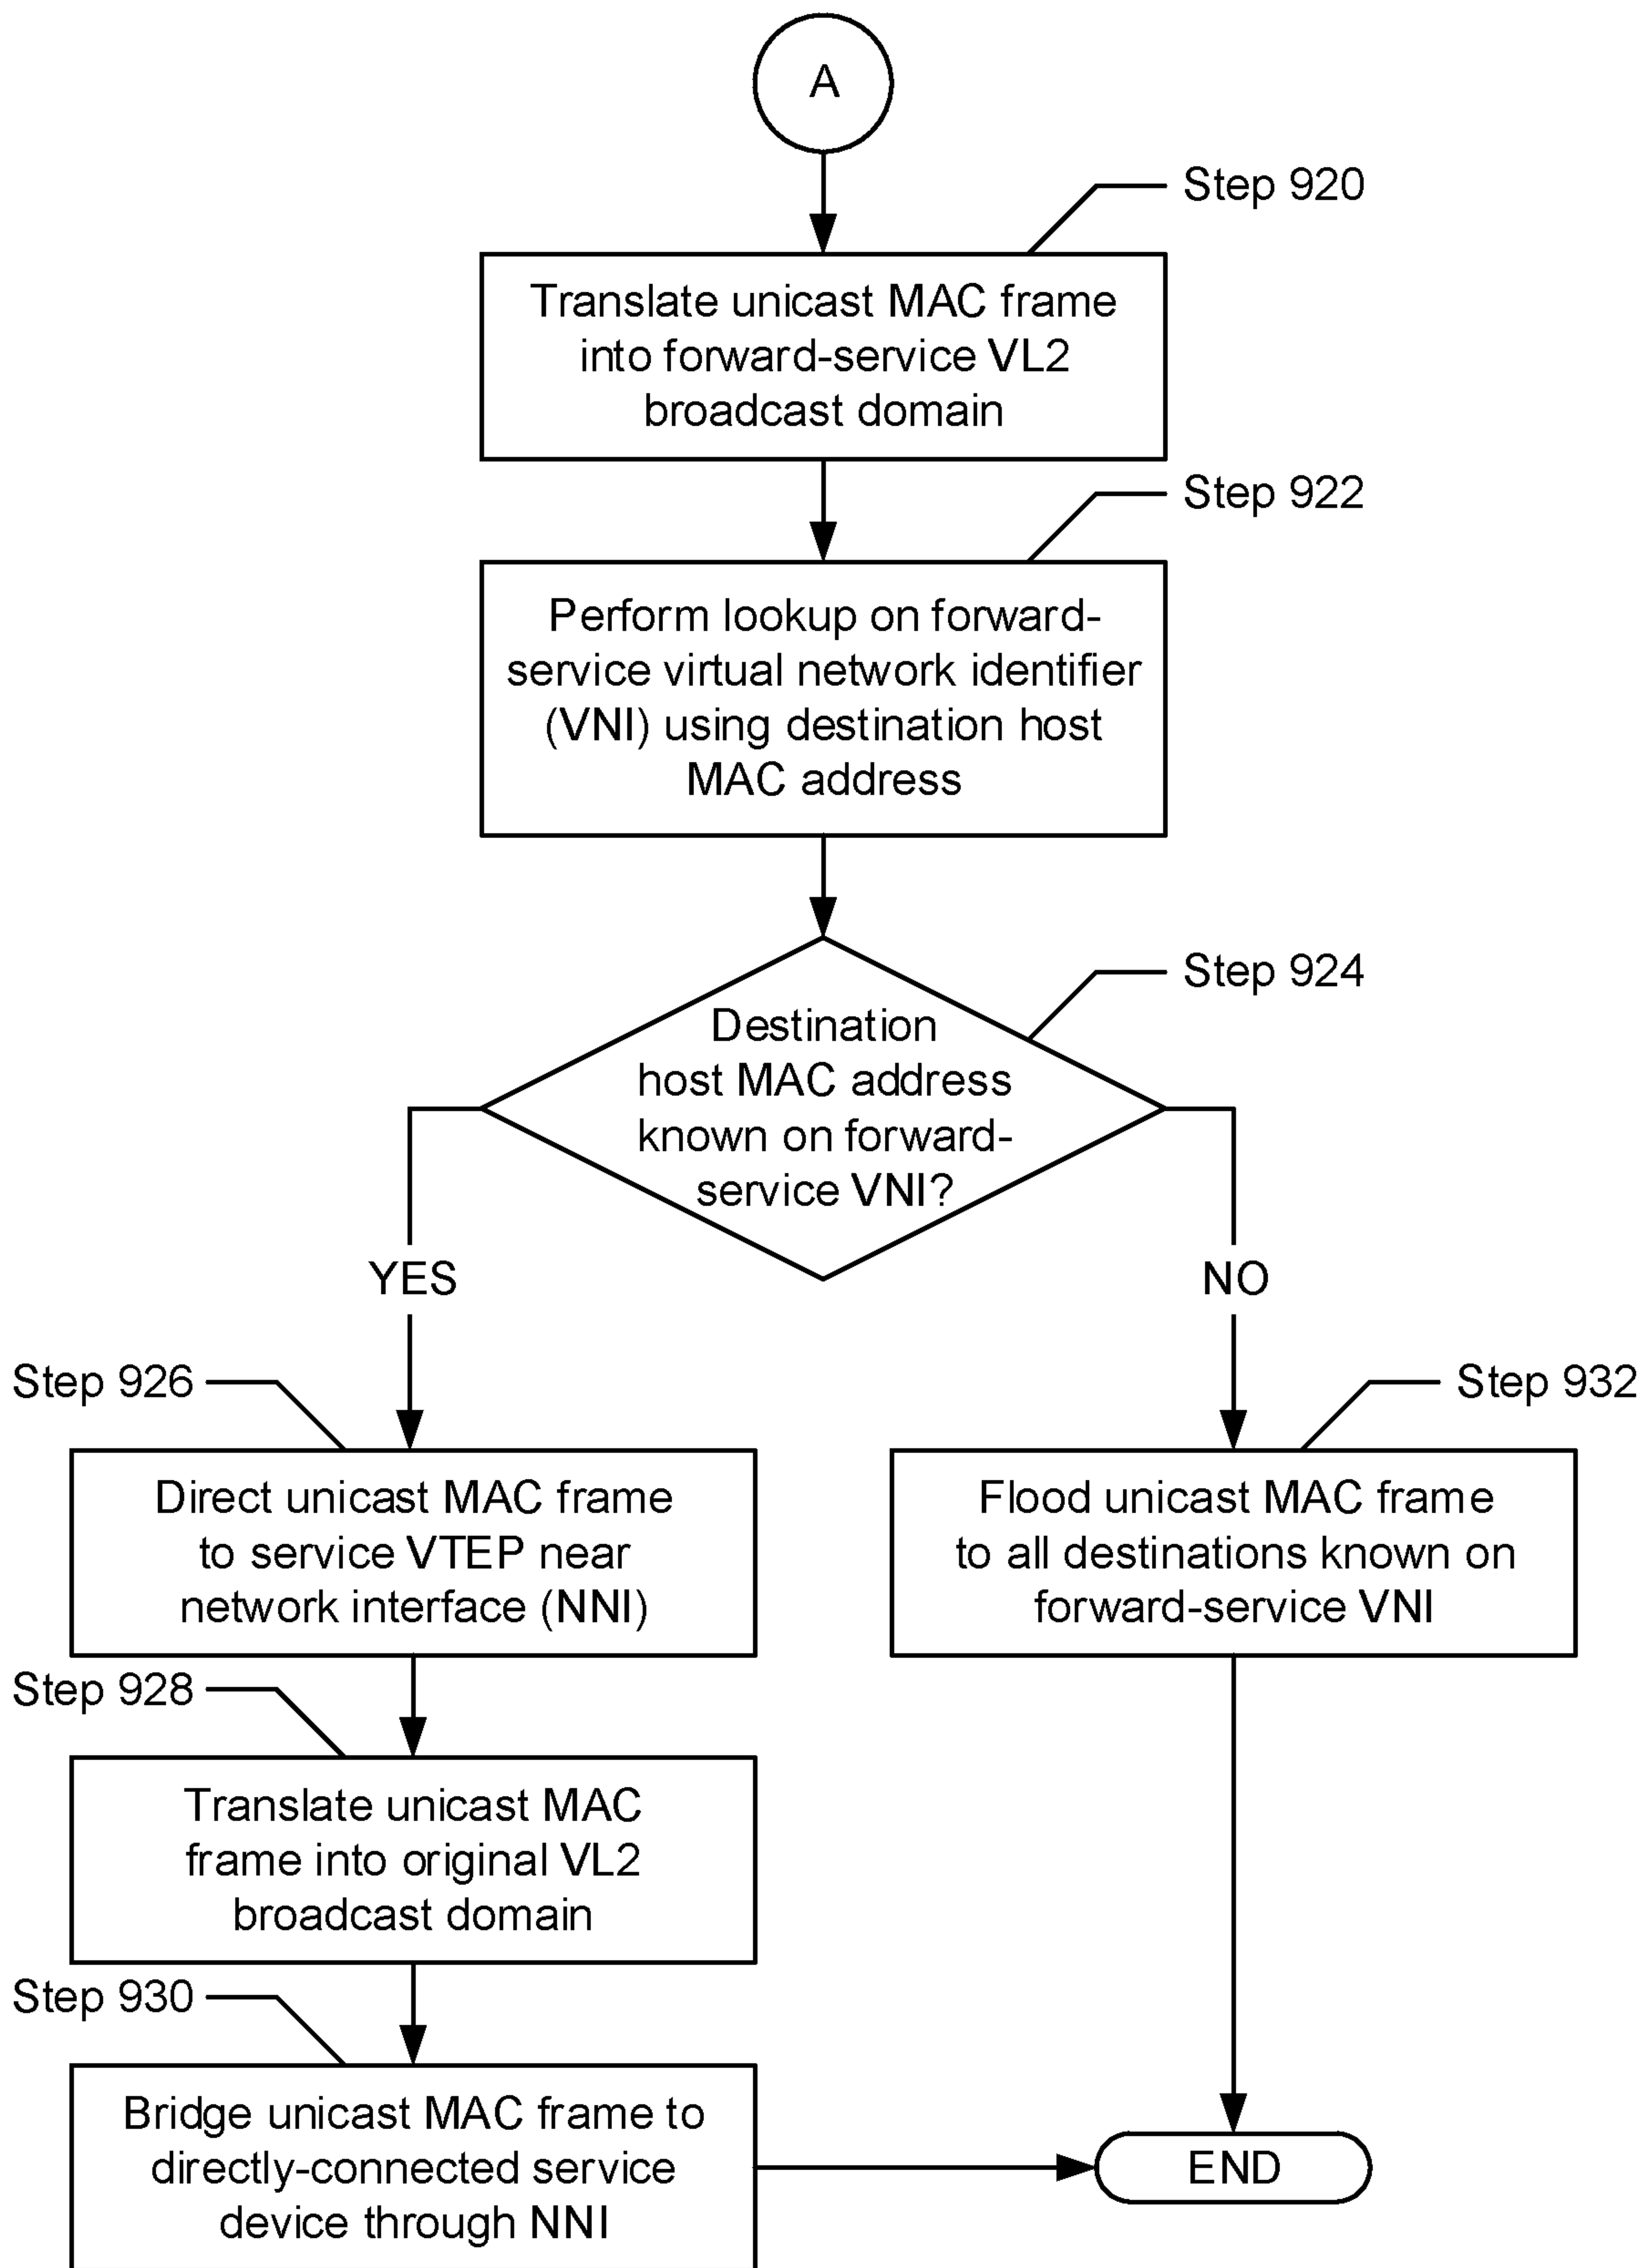 A
Step 920
Translate unicast MAC frame
into forward-service VL2
broadcast domain
Step 922
Perform lookup on forward-
service virtual network identifier
(VNI) using destination host
MAC address
Step 924
Destination
host MAC address
known on forward-
service VNI?
YES
NO
Step 926
Direct unicast MAC frame
to service VTEP near
network interface (NNI)
Step 932
Flood unicast MAC frame
to all destinations known on
forward-service VNI
Step 928
Translate unicast MAC
frame into original VL2
broadcast domain
Step 930
Bridge unicast MAC frame to
directly-connected service
device through NNI
END